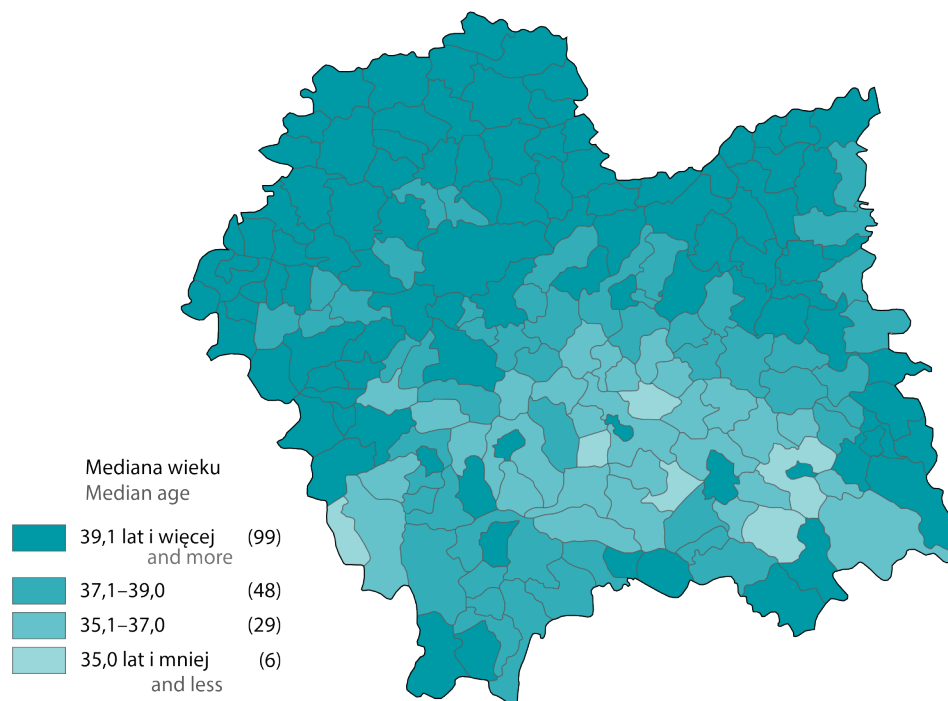 Mediana wieku
Median age
39,1 lat i więcej (99)
and more
37,1–39,0 (48)
35,1–37,0 (29)
35,0 lat i mniej (6)
and less